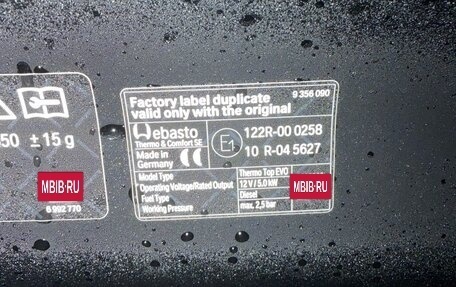 50 ± 15 g
MBIB.RU
6 992 770
Factory label duplicate
valid only with the original
9 356 090
Webasto
Thermo & Comfort SE
Made in
Germany
CE
E1
122R-00 0258
10 R-04 5627
Model Type
Thermo Top EVO
Operating Voltage/Rated Output
12 V / 5.0 kW
Fuel Type
Diesel
Working Pressure
max. 2,5 bar
MBIB.RU